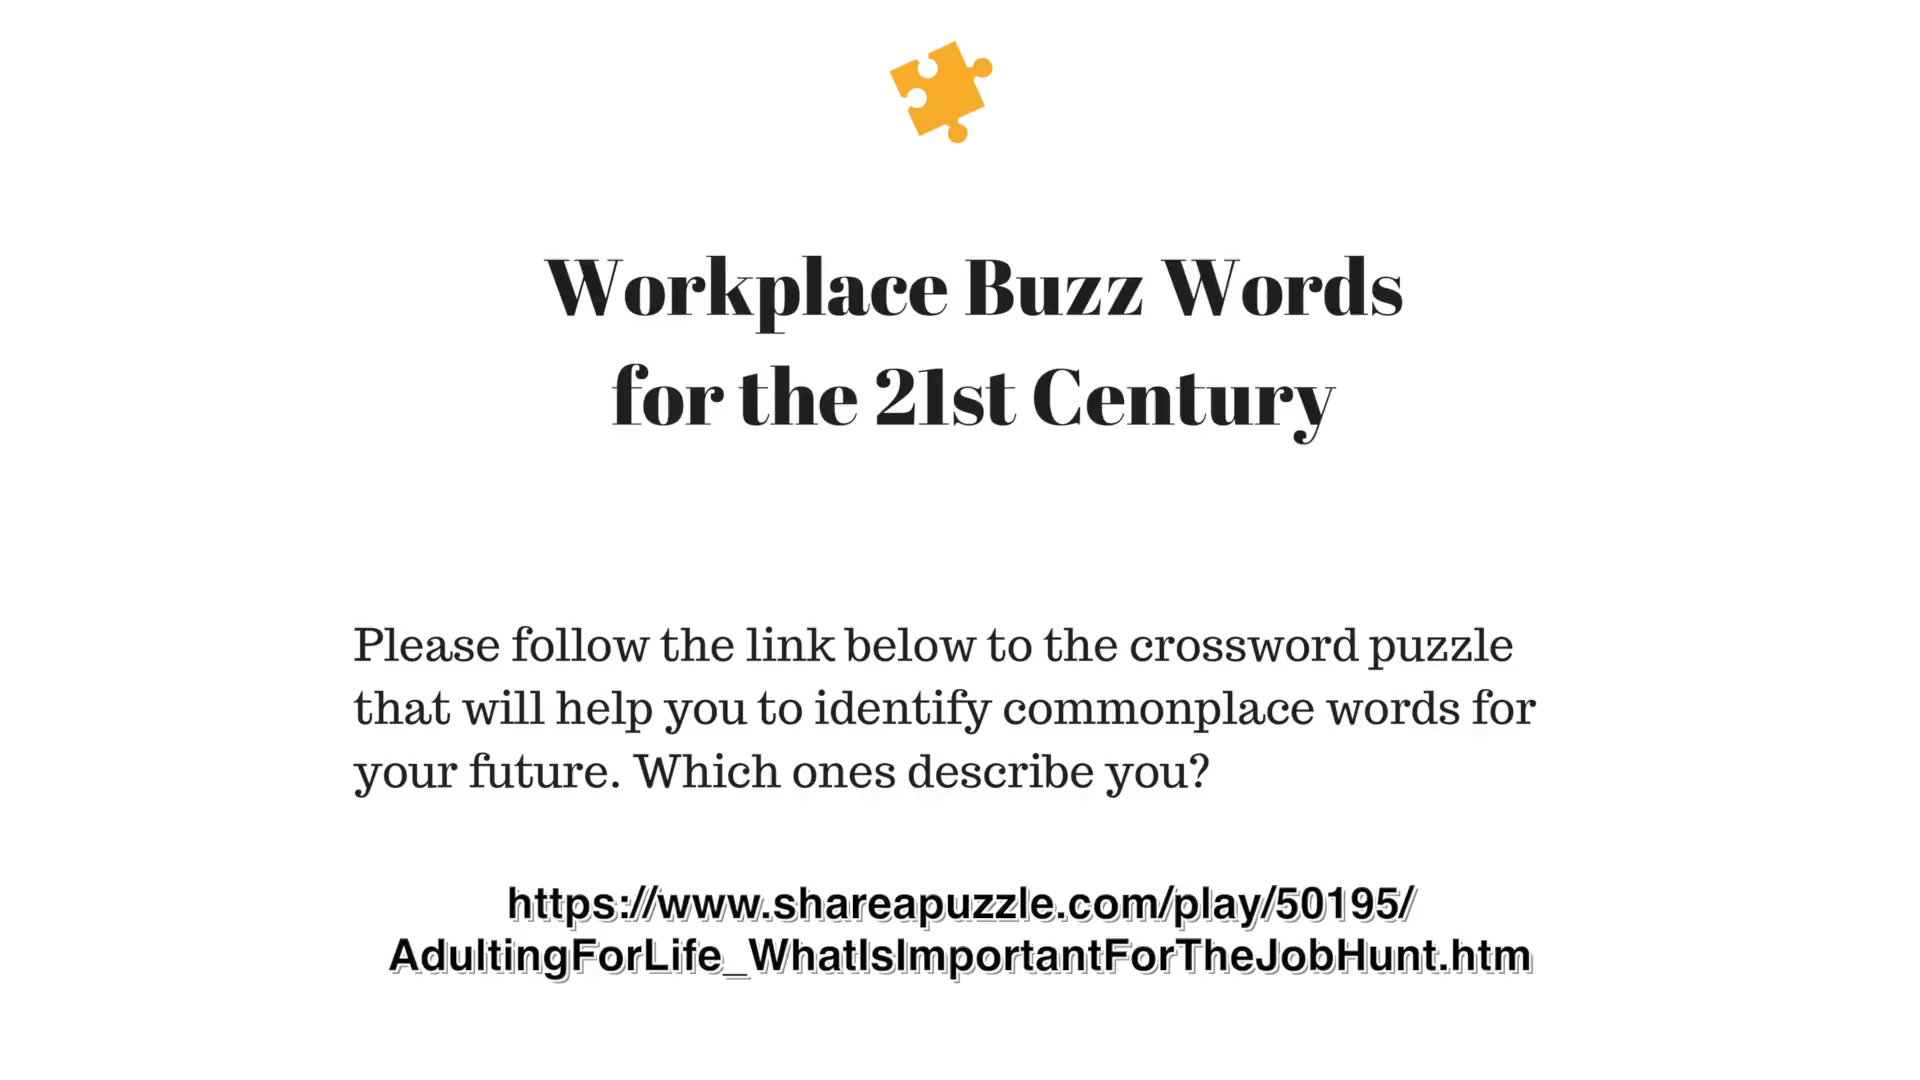 Workplace Buzz Words
for the 21st Century
Please follow the link below to the crossword puzzle
that will help you to identify commonplace words for
your future. Which ones describe you?
https://www.shareapuzzle.com/play/50195/
AdultingForLife_WhatIsImportantForTheJobHunt.htm